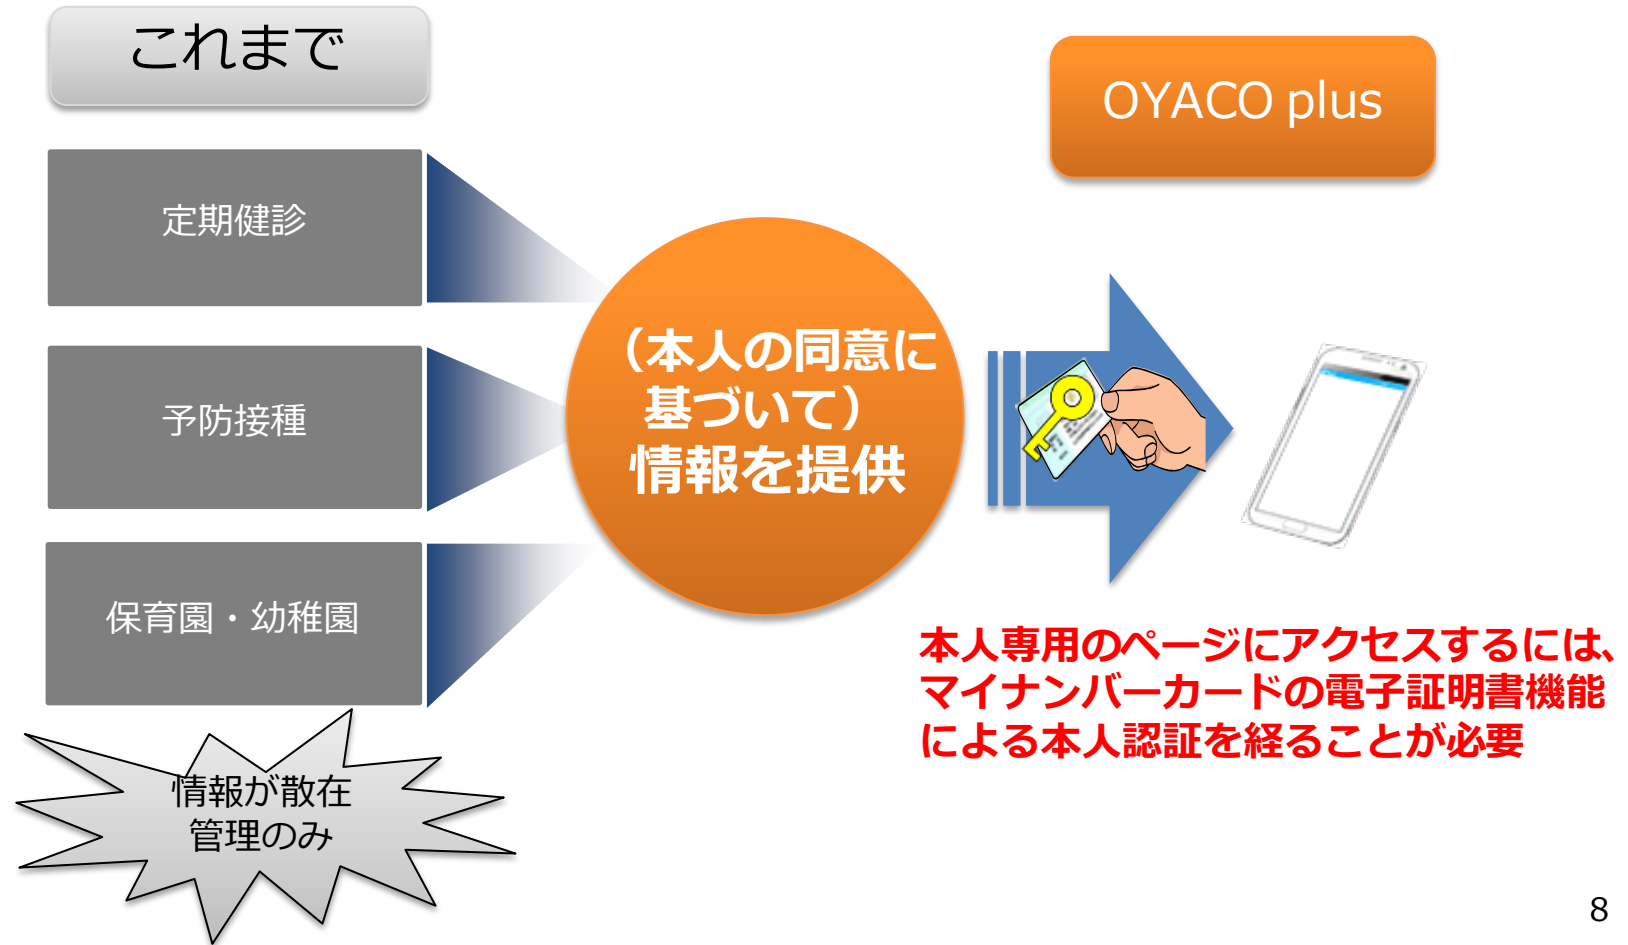 これまで
OYACO plus
定期健診
予防接種
保育園・幼稚園
（本人の同意に
基づいて）
情報を提供
本人専用のページにアクセスするには、
マイナンバーカードの電子証明書機能
による本人認証を経ることが必要
情報が散在
管理のみ
8